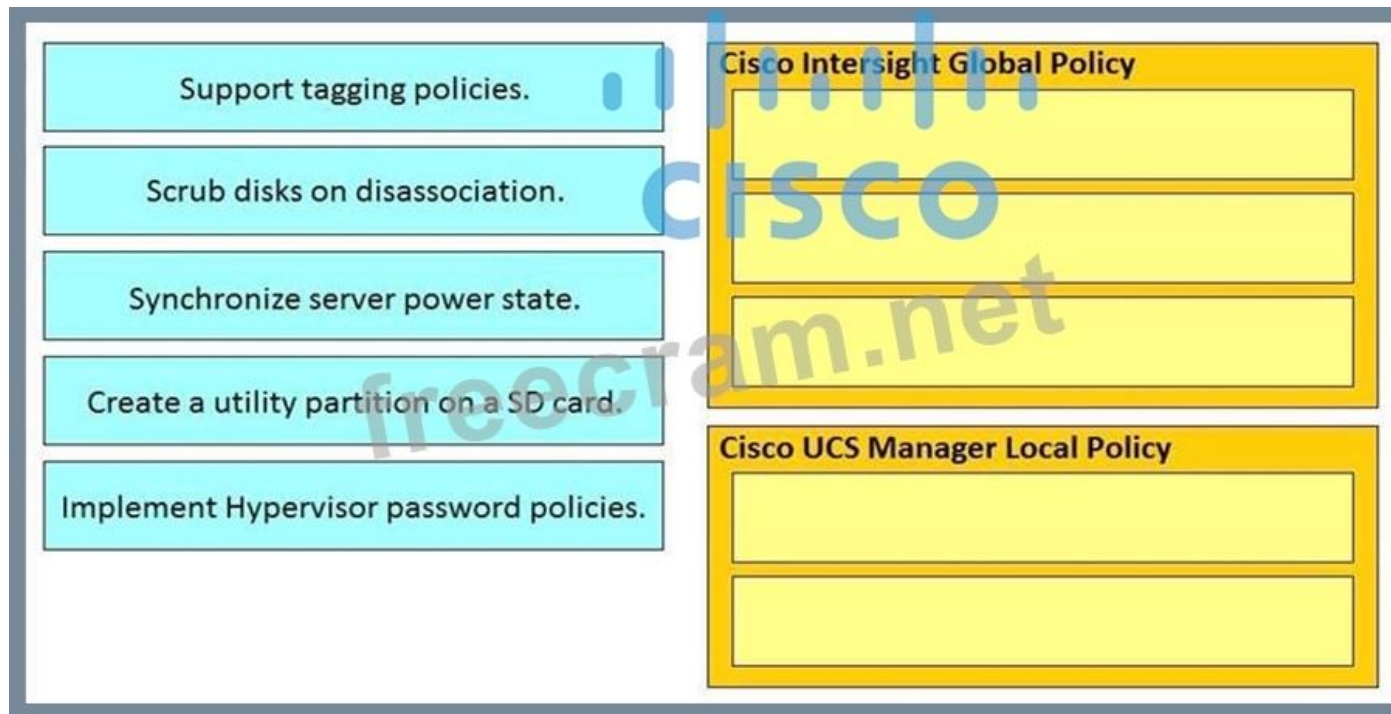 Support tagging policies.
Scrub disks on disassociation.
Synchronize server power state.
Create a utility partition on a SD card.
Implement Hypervisor password policies.
Cisco Intersight Global Policy
CISCO
freecram.net
Cisco UCS Manager Local Policy